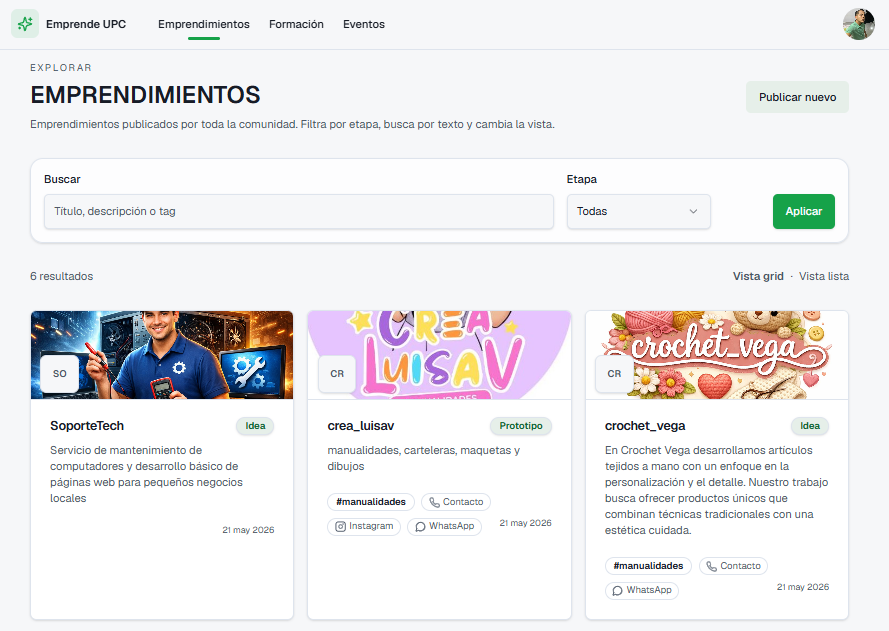 Emprende UPC
Emprendimientos
Formación
Eventos
EXPLORAR
EMPRENDIMIENTOS
Publicar nuevo
Emprendimientos publicados por toda la comunidad. Filtra por etapa, busca por texto y cambia la vista.
Buscar
Etapa
Título, descripción o tag
Todas
Aplicar
6 resultados
Vista grid · Vista lista
SO
SoporteTech
Idea
Servicio de mantenimiento de
computadores y desarrollo básico de
páginas web para pequeños negocios
locales
21 may 2026
CREA
LUISAV
CR
crea_luisav
Prototipo
manualidades, carteleras, maquetas y
dibujos
#manualidades
Contacto
Instagram
WhatsApp
21 may 2026
crochet_vega
CR
crochet_vega
Idea
En Crochet Vega desarrollamos artículos
tejidos a mano con un enfoque en la
personalización y el detalle. Nuestro trabajo
busca ofrecer productos únicos que
combinan técnicas tradicionales con una
estética cuidada.
#manualidades
Contacto
WhatsApp
21 may 2026